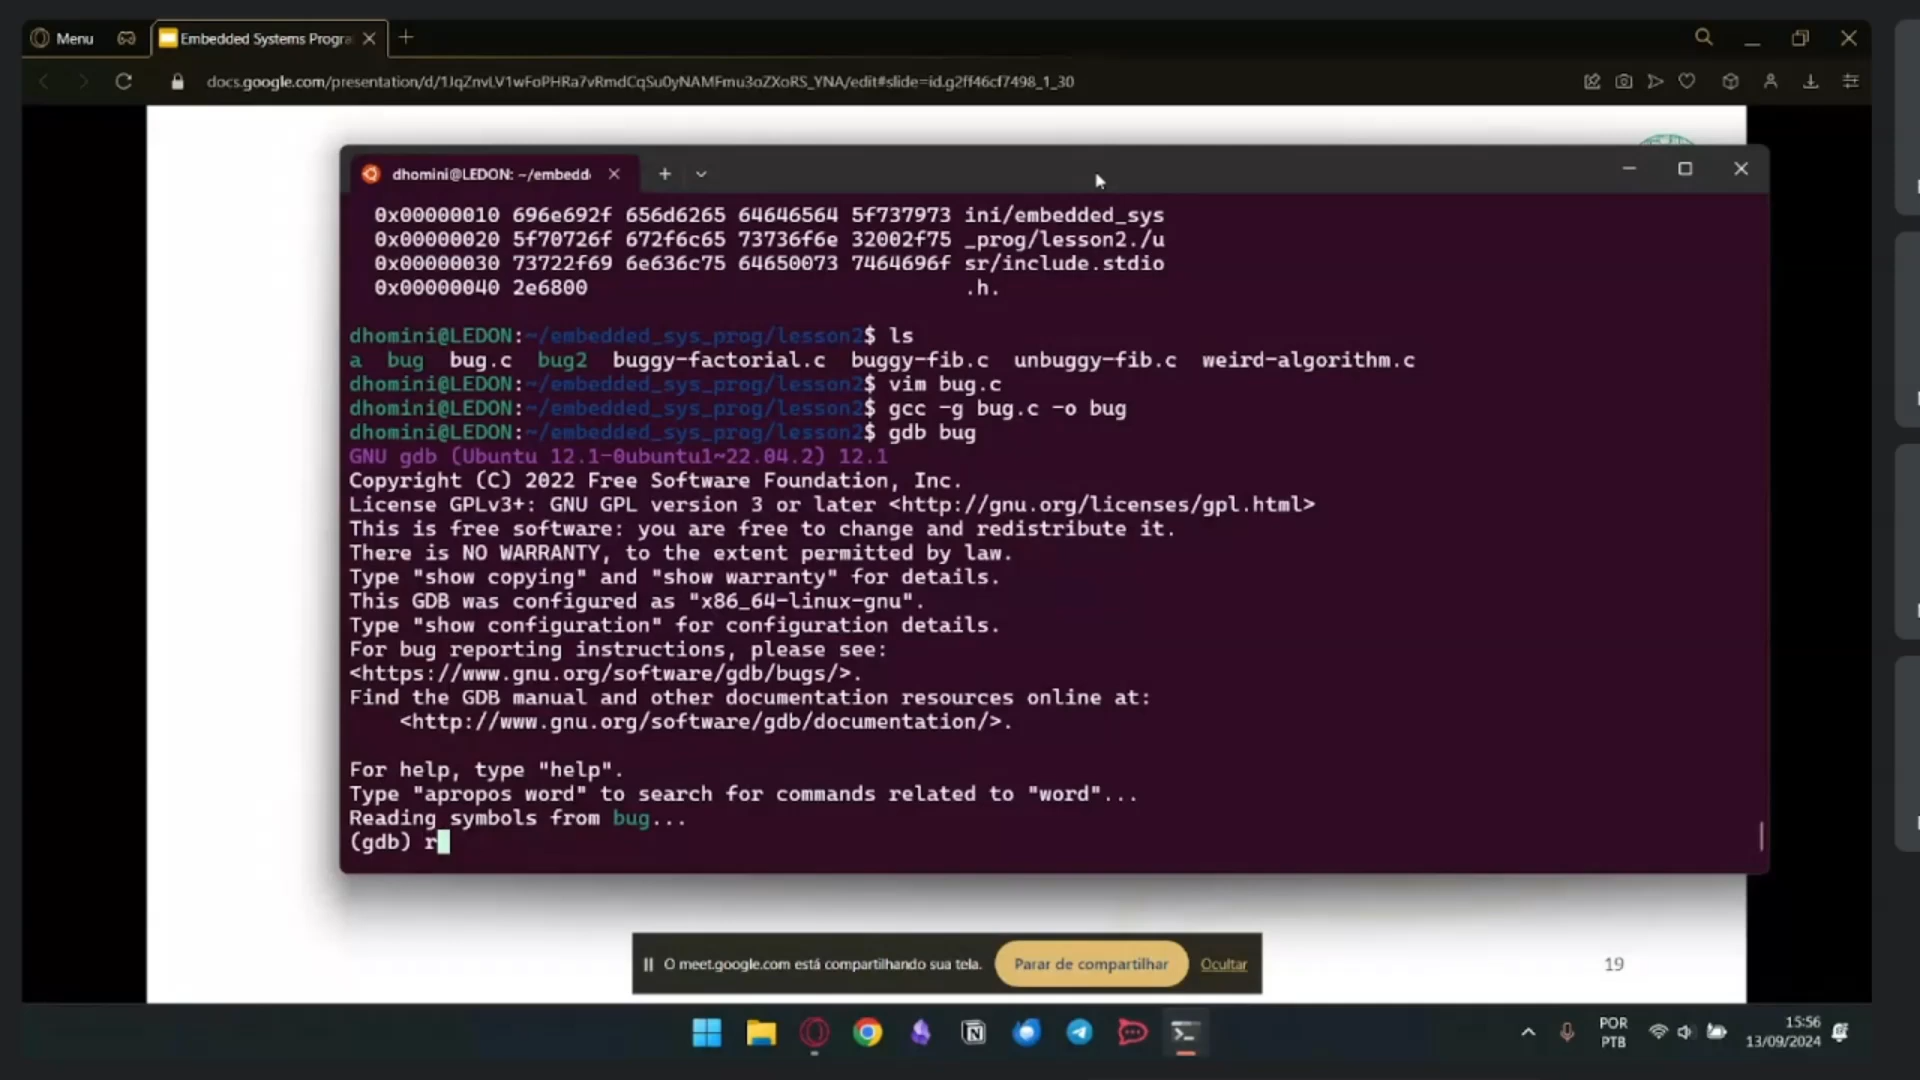 Menu
Embedded Systems Progra
docs.google.com/presentation/d/1JqZnvLV1wFoPHRa7vRmdCqSu0yNAMFmu3oZXoRS_YNA/edit#slide=id.g2ff46cf7498_1_30
dhomini@LEDON: ~/embedd
0x00000010 696e692f 656d6265 64646564 5f737973 ini/embedded_sys
0x00000020 5f70726f 672f6c65 73736f6e 32002f75 _prog/lesson2./u
0x00000030 73722f69 6e636c75 64650073 7464696f sr/include.stdio
0x00000040 2e6800 .h.
dhomini@LEDON:~/embedded_sys_prog/lesson2$ ls
a bug bug.c bug2 buggy-factorial.c buggy-fib.c unbuggy-fib.c weird-algorithm.c
dhomini@LEDON:~/embedded_sys_prog/lesson2$ vim bug.c
dhomini@LEDON:~/embedded_sys_prog/lesson2$ gcc -g bug.c -o bug
dhomini@LEDON:~/embedded_sys_prog/lesson2$ gdb bug
GNU gdb (Ubuntu 12.1-0ubuntu1~22.04.2) 12.1
Copyright (C) 2022 Free Software Foundation, Inc.
License GPLv3+: GNU GPL version 3 or later <http://gnu.org/licenses/gpl.html>
This is free software: you are free to change and redistribute it.
There is NO WARRANTY, to the extent permitted by law.
Type "show copying" and "show warranty" for details.
This GDB was configured as "x86_64-linux-gnu".
Type "show configuration" for configuration details.
For bug reporting instructions, please see:
<https://www.gnu.org/software/gdb/bugs/>.
Find the GDB manual and other documentation resources online at:
<http://www.gnu.org/software/gdb/documentation/>.
For help, type "help".
Type "apropos word" to search for commands related to "word"...
Reading symbols from bug...
(gdb) r
O meet.google.com está compartilhando sua tela. Parar de compartilhar Ocultar
19
POR
PTB
15:56
13/09/2024